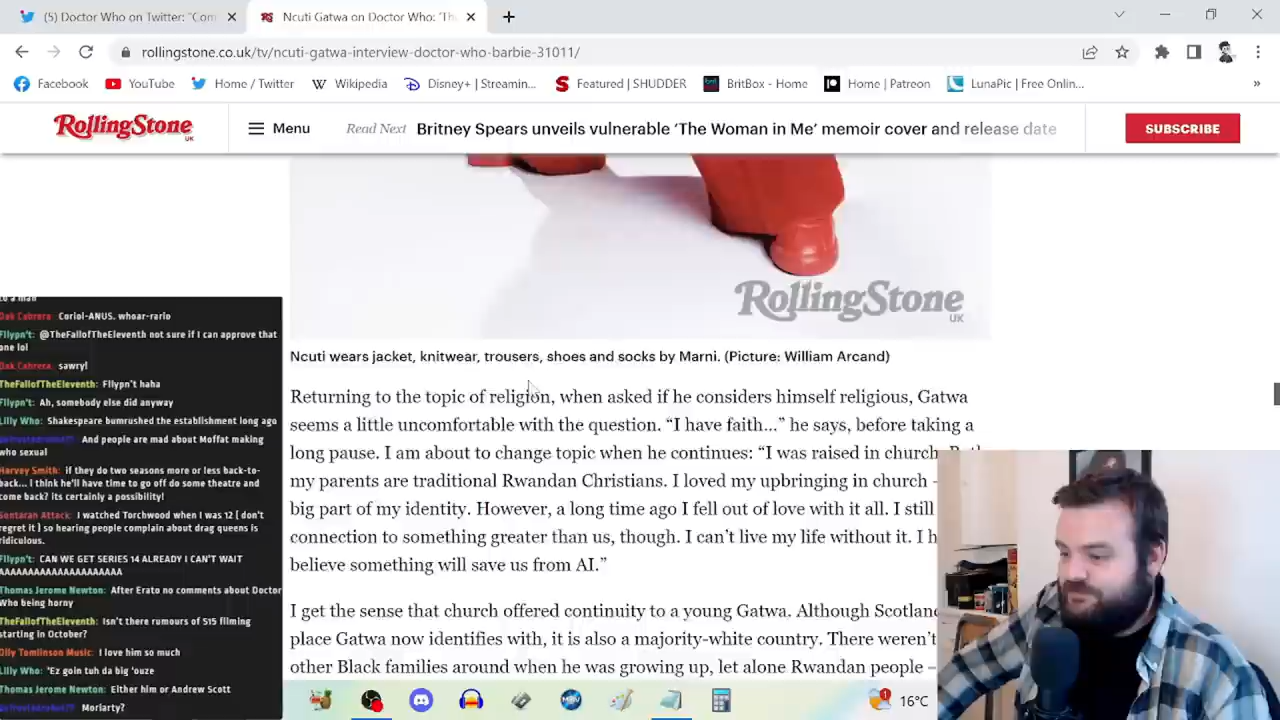 (5) Doctor Who on Twitter: "Com
Ncuti Gatwa on Doctor Who: 'Th
rollingstone.co.uk/tv/ncuti-gatwa-interview-doctor-who-barbie-31011/
Facebook
YouTube
Home / Twitter
Wikipedia
Disney+ | Streamin...
Featured | SHUDDER
BritBox - Home
Home | Patreon
LunaPic | Free Onlin...
»
RollingStone UK
Menu
Read Next Britney Spears unveils vulnerable 'The Woman in Me' memoir cover and release date
SUBSCRIBE
RollingStone
UK
Ncuti wears jacket, knitwear, trousers, shoes and socks by Marni. (Picture: William Arcand)
Returning to the topic of religion, when asked if he considers himself religious, Gatwa
seems a little uncomfortable with the question. "I have faith…" he says, before taking a
long pause. I am about to change topic when he continues: "I was raised in church.
my parents are traditional Rwandan Christians. I loved my upbringing in church –
big part of my identity. However, a long time ago I fell out of love with it all. I still
connection to something greater than us, though. I can't live my life without it. I h
believe something will save us from AI."
I get the sense that church offered continuity to a young Gatwa. Although Scotland
place Gatwa now identifies with, it is also a majority-white country. There weren't
other Black families around when he was growing up, let alone Rwandan people –
to a man
Dak Cabrera: Coriol-ANUS. whoar-rario
Fllypn't: @TheFallofTheEleventh not sure if I can approve that
one lol
Dak Cabrera: sawry!
TheFallofTheEleventh: Fllypn't haha
Fllypn't: Ah, somebody else did anyway
Lilly Who: Shakespeare bumrushed the establishment long ago
And people are mad about Moffat making
who sexual
Harvey Smith: if they do two seasons more or less back-to-
back... I think he'll have time to go off do some theatre and
come back? its certainly a possibility!
Sontaran Attack: I watched Torchwood when I was 12 ( don't
regret it ) so hearing people complain about drag queens is
ridiculous.
Fllypn't: CAN WE GET SERIES 14 ALREADY I CAN'T WAIT
AAAAAAAAAAAAAAAAAAAAA
Thomas Jerome Newton: After Erato no comments about Doctor
Who being horny
TheFallofTheEleventh: Isn't there rumours of S15 filming
starting in October?
Olly Tomlinson Music: I love him so much
Lilly Who: 'Ez goin tuh da big 'ouze
Thomas Jerome Newton: Either him or Andrew Scott
Moriarty?
16°C